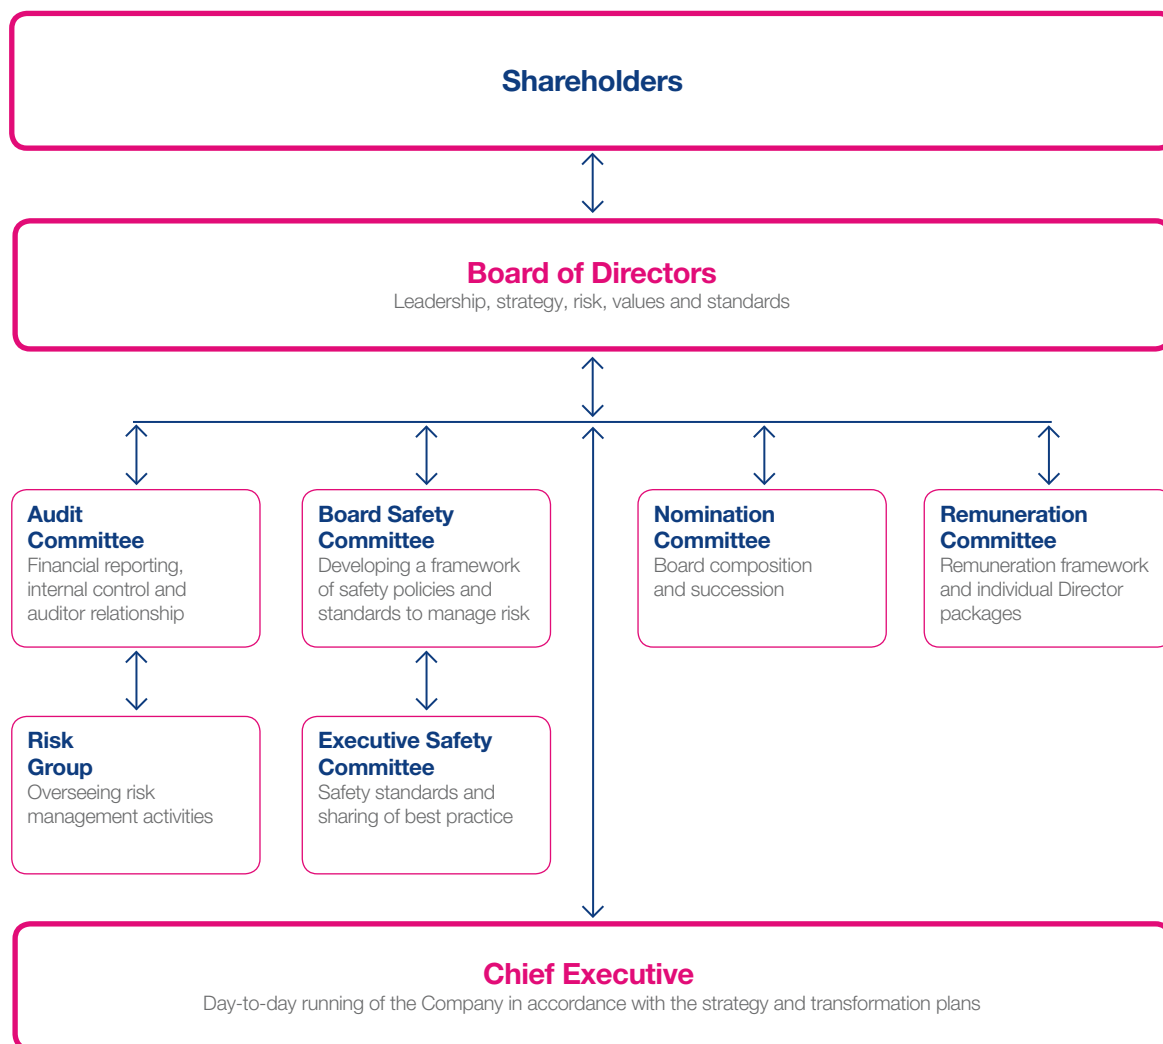 Shareholders
Board of Directors
Leadership, strategy, risk, values and standards
Audit
Committee
Financial reporting,
internal control and
auditor relationship
Board Safety
Committee
Developing a framework
of safety policies and
standards to manage risk
Nomination
Committee
Board composition
and succession
Remuneration
Committee
Remuneration framework
and individual Director
packages
Risk
Group
Overseeing risk
management activities
Executive Safety
Committee
Safety standards and
sharing of best practice
Chief Executive
Day-to-day running of the Company in accordance with the strategy and transformation plans